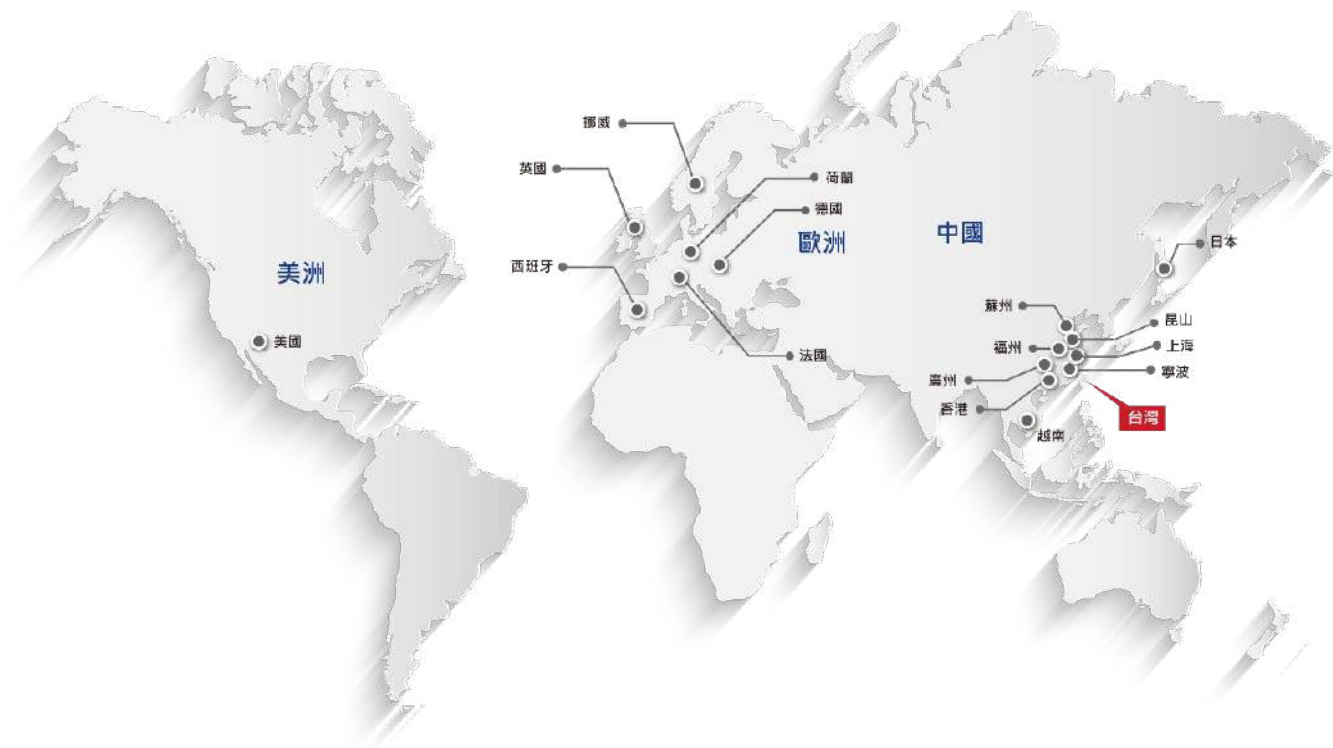 挪威
英國
荷蘭
德國
歐洲
中國
日本
西班牙
美洲
蘇州
昆山
美國
福州
上海
法國
寧波
廣州
香港
台灣
越南